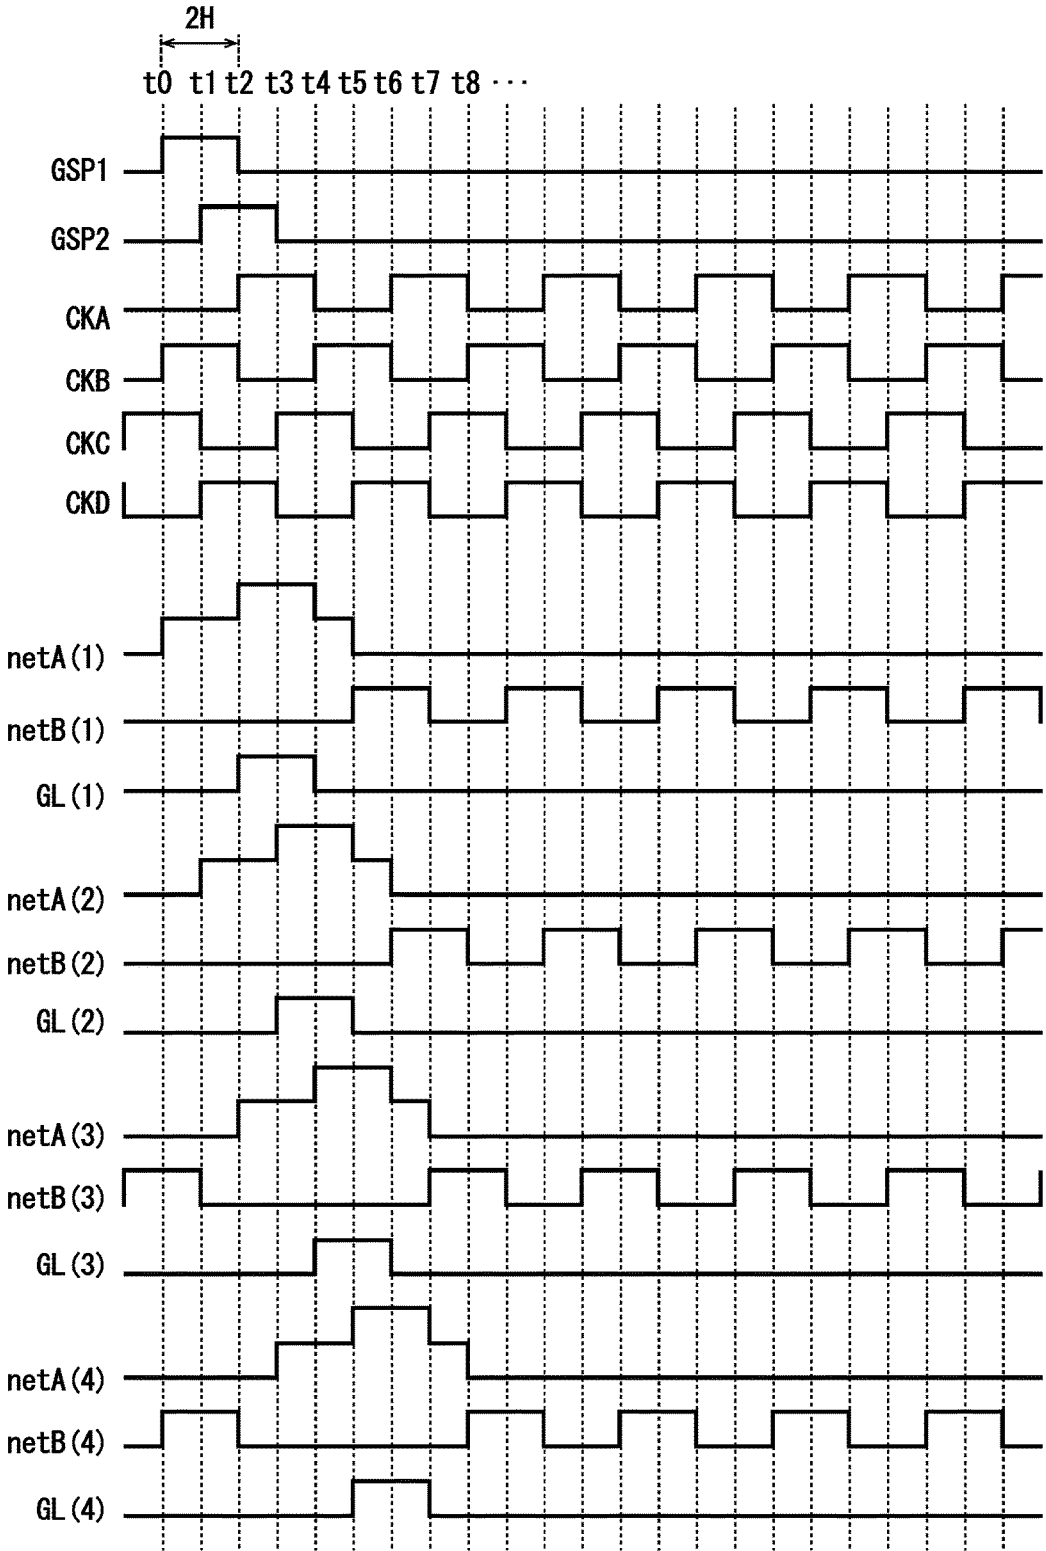 2H
t0 t1 t2 t3 t4 t5 t6 t7 t8 ···
GSP1
GSP2
CKA
CKB
CKC
CKD
netA(1)
netB(1)
GL(1)
netA(2)
netB(2)
GL(2)
netA(3)
netB(3)
GL(3)
netA(4)
netB(4)
GL(4)